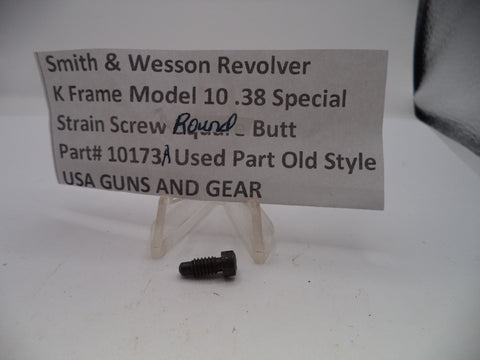 Smith & Wesson Revolver
K Frame Model 10 .38 Special
Strain Screw Round Butt
Part# 10173A Used Part Old Style
USA GUNS AND GEAR